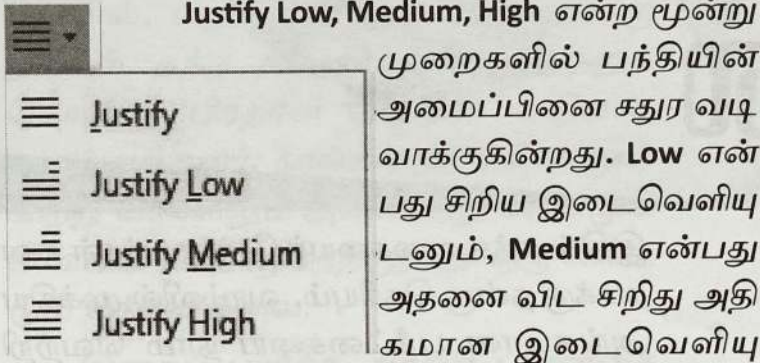 Justify
Justify Low
Justify Medium
Justify High
Justify Low, Medium, High என்ற மூன்று
முறைகளில் பந்தியின்
அமைப்பினை சதுர வடி
வாக்குகின்றது. Low என்
பது சிறிய இடைவெளியு
டனும், Medium என்பது
அதனை விட சிறிது அதி
கமான இடைவெளியு